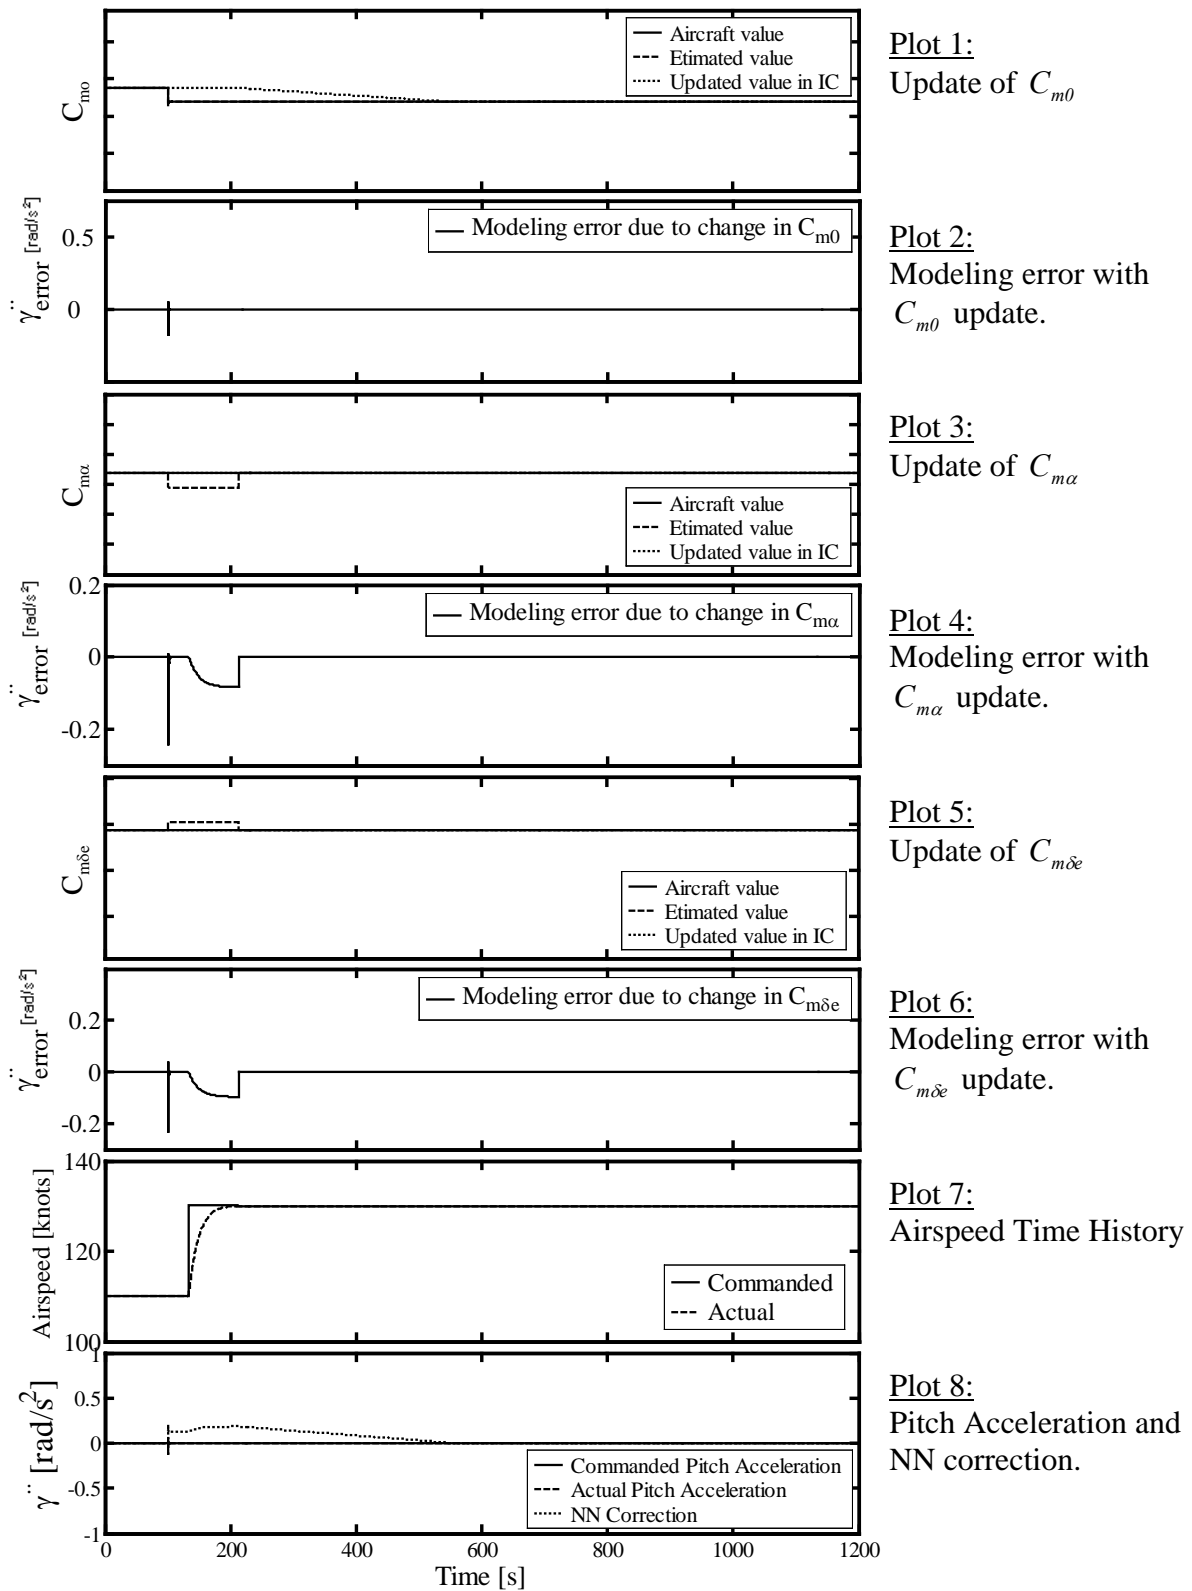 Aircraft value
Etimated value
Updated value in IC
Cmo
Plot 1:
Update of Cm0
0.5
0
γ̈error [rad/s²]
Modeling error due to change in Cm0
Plot 2:
Modeling error with
Cm0 update.
Cmα
Aircraft value
Etimated value
Updated value in IC
Plot 3:
Update of Cmα
0.2
0
-0.2
γ̈error [rad/s²]
Modeling error due to change in Cmα
Plot 4:
Modeling error with
Cmα update.
Cmδe
Aircraft value
Etimated value
Updated value in IC
Plot 5:
Update of Cmδe
0.2
0
-0.2
γ̈error [rad/s²]
Modeling error due to change in Cmδe
Plot 6:
Modeling error with
Cmδe update.
140
120
100
Airspeed [knots]
Commanded
Actual
Plot 7:
Airspeed Time History
1
0.5
0
-0.5
-1
γ̈ [rad/s²]
Commanded Pitch Acceleration
Actual Pitch Acceleration
NN Correction
Plot 8:
Pitch Acceleration and
NN correction.
0 200 400 600 800 1000 1200
Time [s]